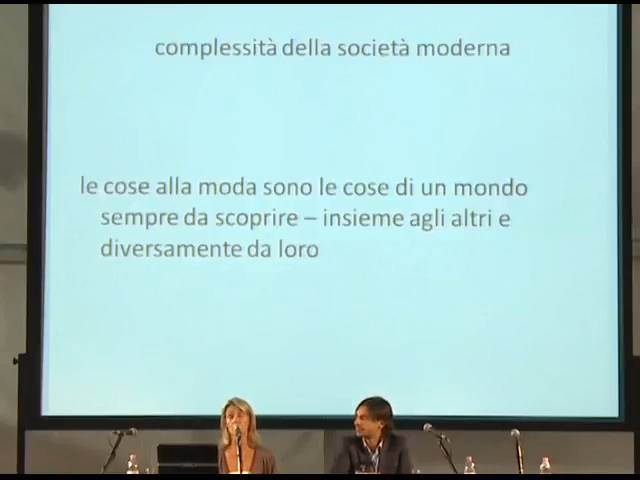 complessità della società moderna
le cose alla moda sono le cose di un mondo
sempre da scoprire – insieme agli altri e
diversamente da loro